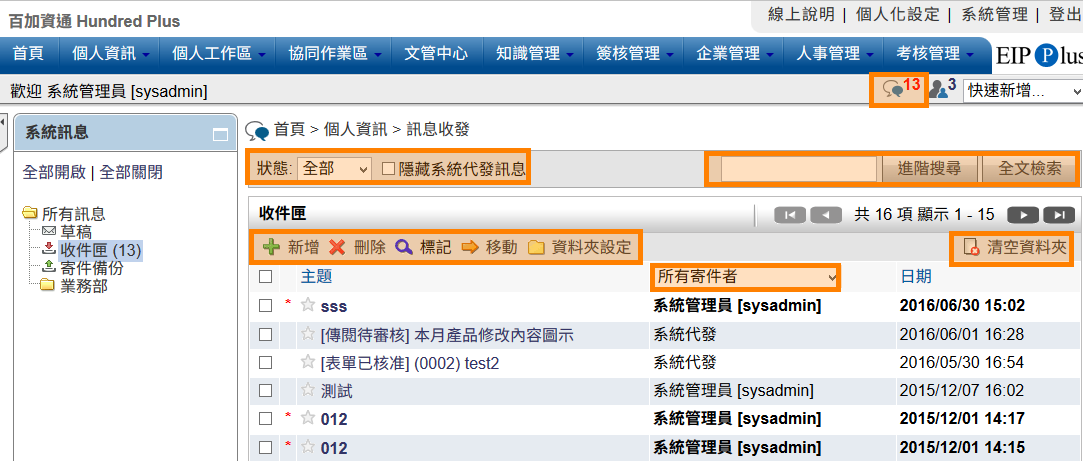 百加資通 Hundred Plus
線上說明 | 個人化設定 | 系統管理 | 登出
首頁 個人資訊 個人工作區 協同作業區 文管中心 知識管理 簽核管理 企業管理 人事管理 考核管理 EIP Plus
歡迎 系統管理員 [sysadmin] 13 3 快速新增...
系統訊息
全部開啟 | 全部關閉
所有訊息
草稿
收件匣 (13)
寄件備份
業務部
首頁 > 個人資訊 > 訊息收發
狀態: 全部 隱藏系統代發訊息 進階搜尋 全文檢索
收件匣 共 16 項 顯示 1 - 15
新增 刪除 標記 移動 資料夾設定 清空資料夾
主題 所有寄件者 日期
* sss 系統管理員 [sysadmin] 2016/06/30 15:02
[傳閱待審核] 本月產品修改內容圖示 系統代發 2016/06/01 16:28
[表單已核准] (0002) test2 系統代發 2016/05/30 16:54
測試 系統管理員 [sysadmin] 2015/12/07 16:02
* 012 系統管理員 [sysadmin] 2015/12/01 14:17
* 012 系統管理員 [sysadmin] 2015/12/01 14:15